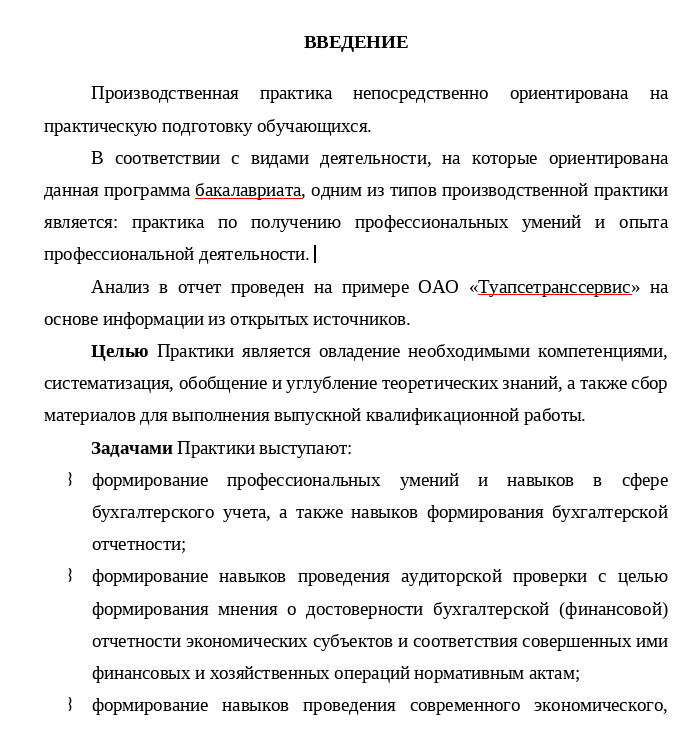 ВВЕДЕНИЕ
Производственная практика непосредственно ориентирована на
практическую подготовку обучающихся.
В соответствии с видами деятельности, на которые ориентирована
данная программа бакалавриата, одним из типов производственной практики
является: практика по получению профессиональных умений и опыта
профессиональной деятельности.
Анализ в отчет проведен на примере ОАО «Туапсетранссервис» на
основе информации из открытых источников.
Целью Практики является овладение необходимыми компетенциями,
систематизация, обобщение и углубление теоретических знаний, а также сбор
материалов для выполнения выпускной квалификационной работы.
Задачами Практики выступают:
формирование профессиональных умений и навыков в сфере
бухгалтерского учета, а также навыков формирования бухгалтерской
отчетности;
формирование навыков проведения аудиторской проверки с целью
формирования мнения о достоверности бухгалтерской (финансовой)
отчетности экономических субъектов и соответствия совершенных ими
финансовых и хозяйственных операций нормативным актам;
формирование навыков проведения современного экономического,